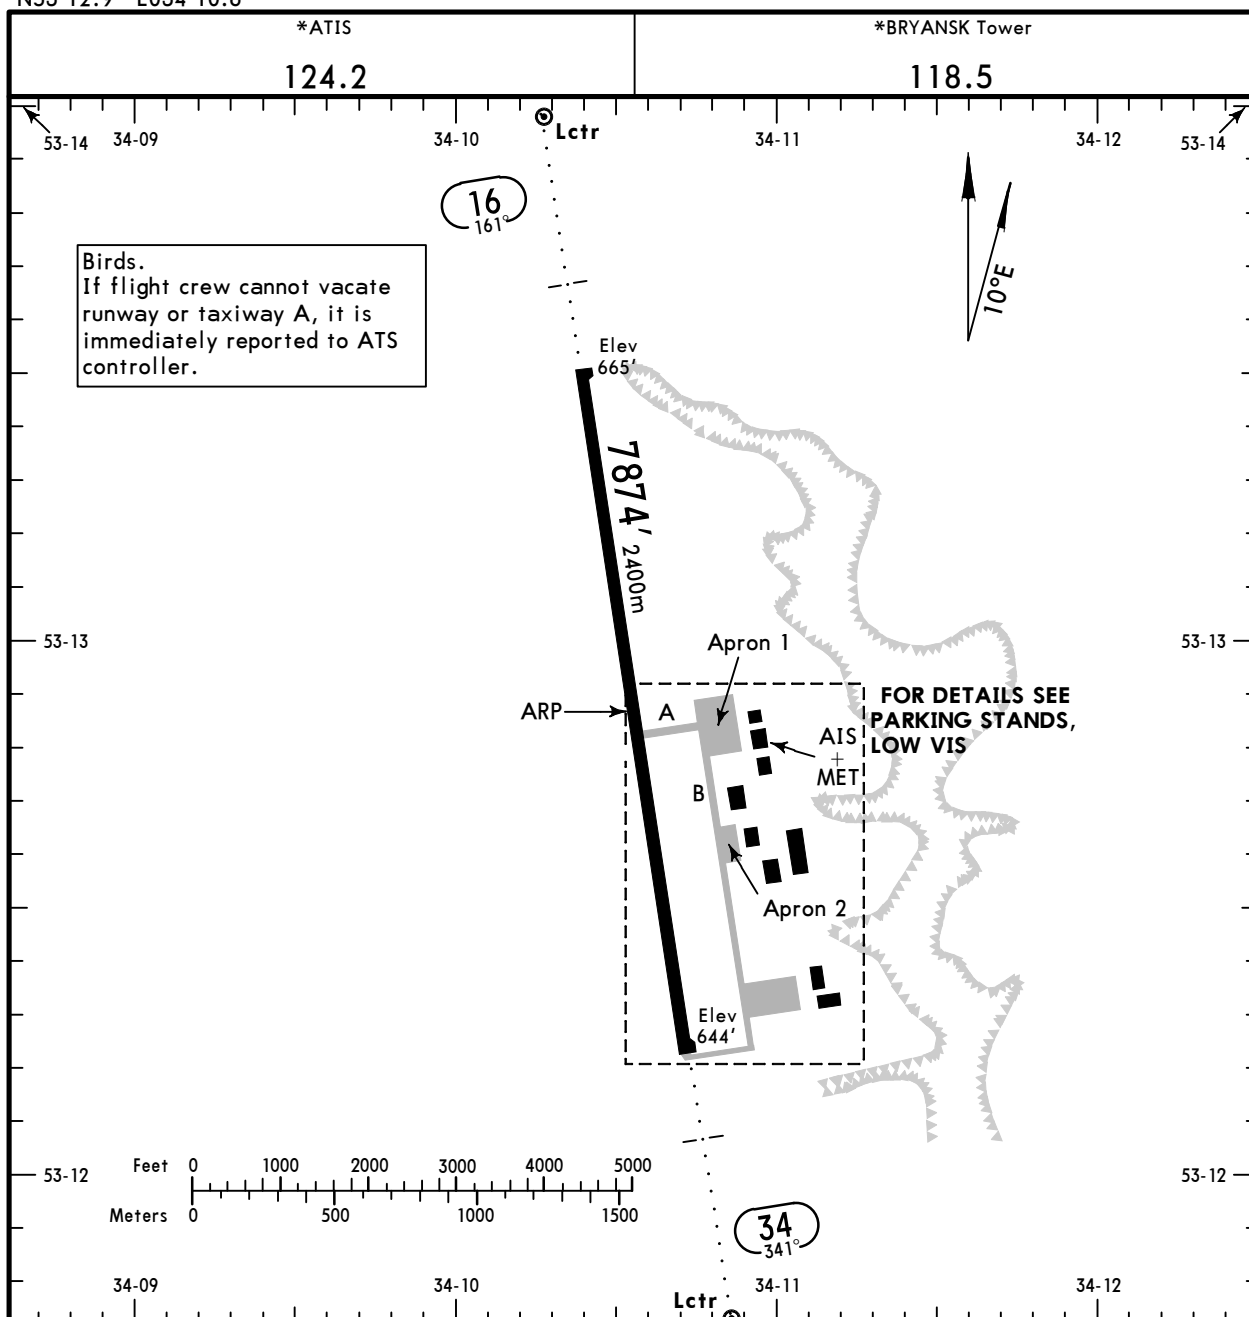 *ATIS
124.2
*BRYANSK Tower
118.5
53-14
34-09
34-10
Lctr
34-11
34-12
53-14
16
161°
10°E
Birds.
If flight crew cannot vacate
runway or taxiway A, it is
immediately reported to ATS
controller.
Elev
665'
7874'
2400m
53-13
53-13
Apron 1
ARP
A
FOR DETAILS SEE
PARKING STANDS,
LOW VIS
AIS
+
MET
B
Apron 2
Elev
644'
53-12
53-12
Feet 0 1000 2000 3000 4000 5000
Meters 0 500 1000 1500
34
341°
34-09
34-10
34-11
34-12
Lctr